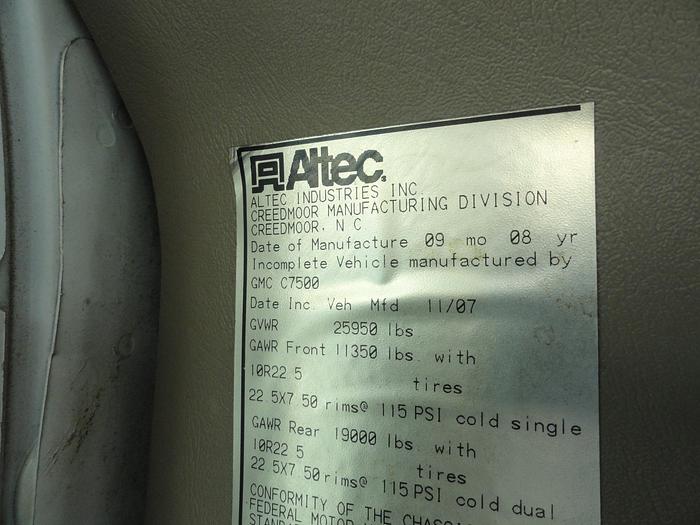 Altec
ALTEC INDUSTRIES INC.
CREEDMOOR MANUFACTURING DIVISION
CREEDMOOR, N C
Date of Manufacture 09 mo 08 yr
Incomplete Vehicle manufactured by
GMC C7500
Date Inc. Veh Mfd 11/07
GVWR 25950 lbs
GAWR Front 11350 lbs. with
10R22.5 tires
22.5X7.50 rims@ 115 PSI cold single
GAWR Rear 19000 lbs. with
10R22.5 tires
22.5X7.50 rims@ 115 PSI cold dual
CONFORMITY OF THE
FEDERAL MOTOR